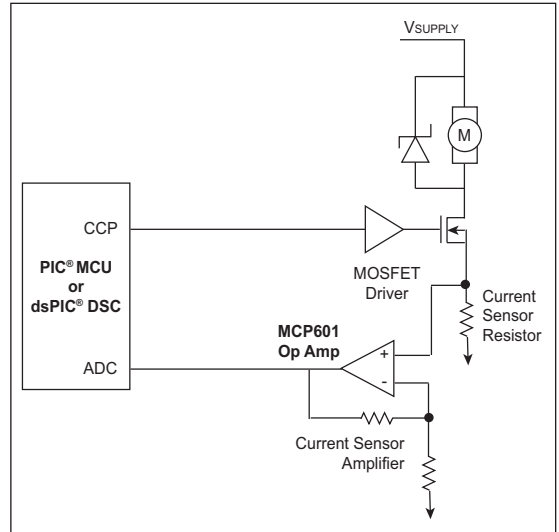 VSUPPLY
M
CCP
PIC® MCU
or
dsPIC® DSC
MOSFET
Driver
Current
Sensor
Resistor
MCP601
Op Amp
ADC
+
-
Current Sensor
Amplifier